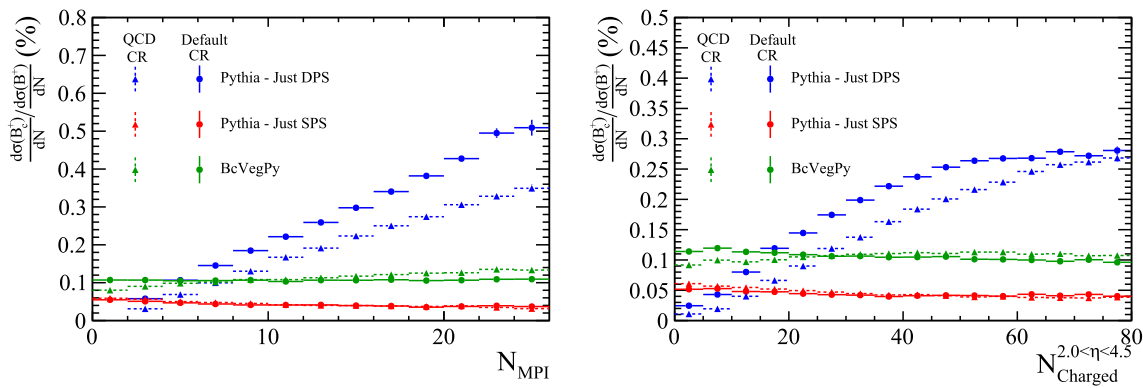 dσ(B_c^+)/dN / dσ(B^+)/dN (%)
0.8
0.7
0.6
0.5
0.4
0.3
0.2
0.1
0
QCD CR
Default CR
Pythia - Just DPS
Pythia - Just SPS
BcVegPy
0 10 20
N_MPI
dσ(B_c^+)/dN / dσ(B^+)/dN (%)
0.5
0.45
0.4
0.35
0.3
0.25
0.2
0.15
0.1
0.05
0
QCD CR
Default CR
Pythia - Just DPS
Pythia - Just SPS
BcVegPy
0 20 40 60 80
N_Charged^2.0<η<4.5